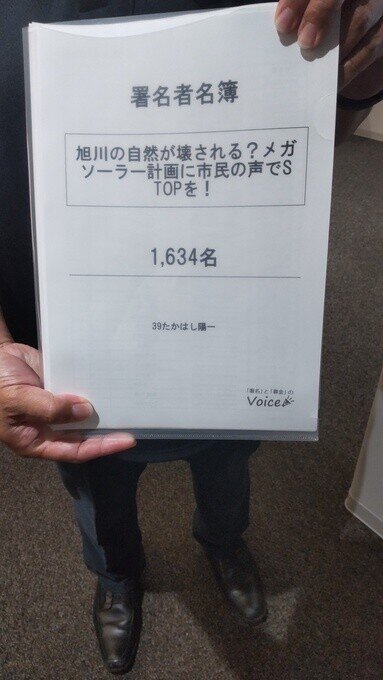 署名者名簿
旭川の自然が壊される？メガ
ソーラー計画に市民の声でS
TOPを！
1,634名
39たかはし陽一
「署名」と「募金」の
Voice